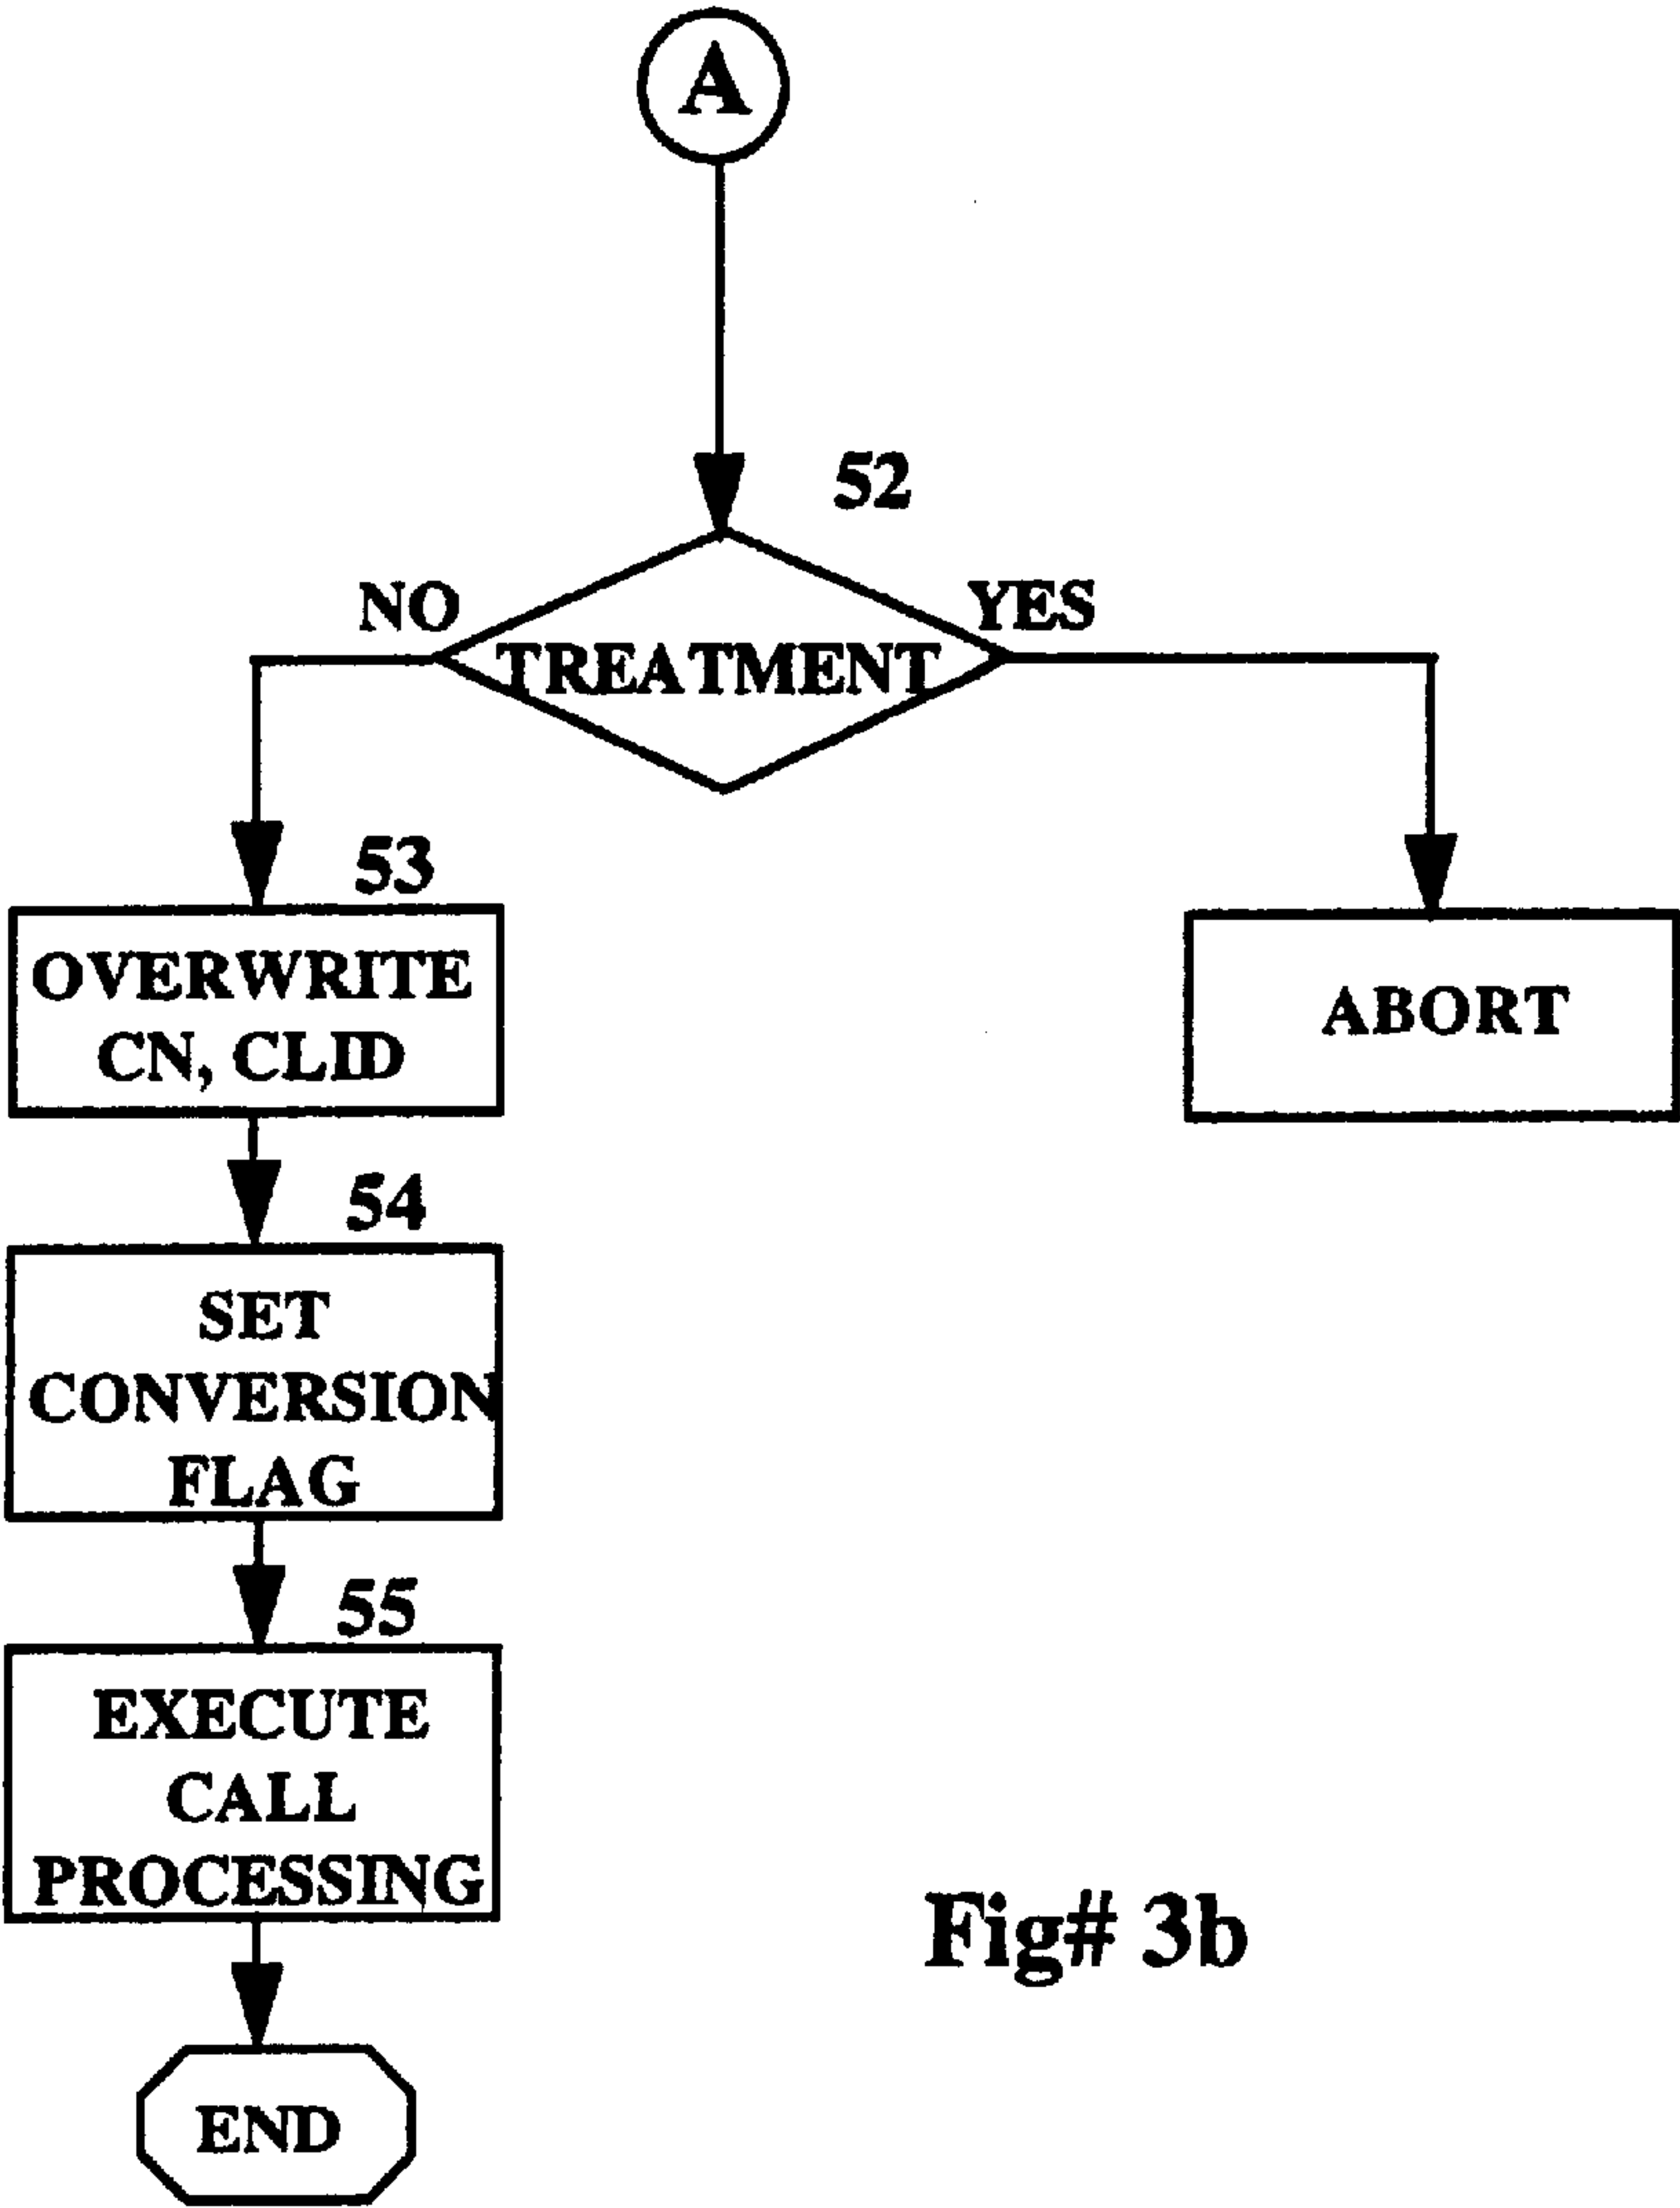 A
52
NO
YES
TREATMENT
53
OVERWRITE
CN, CLID
ABORT
54
SET
CONVERSION
FLAG
55
EXECUTE
CALL
PROCESSING
Fig# 3b
END